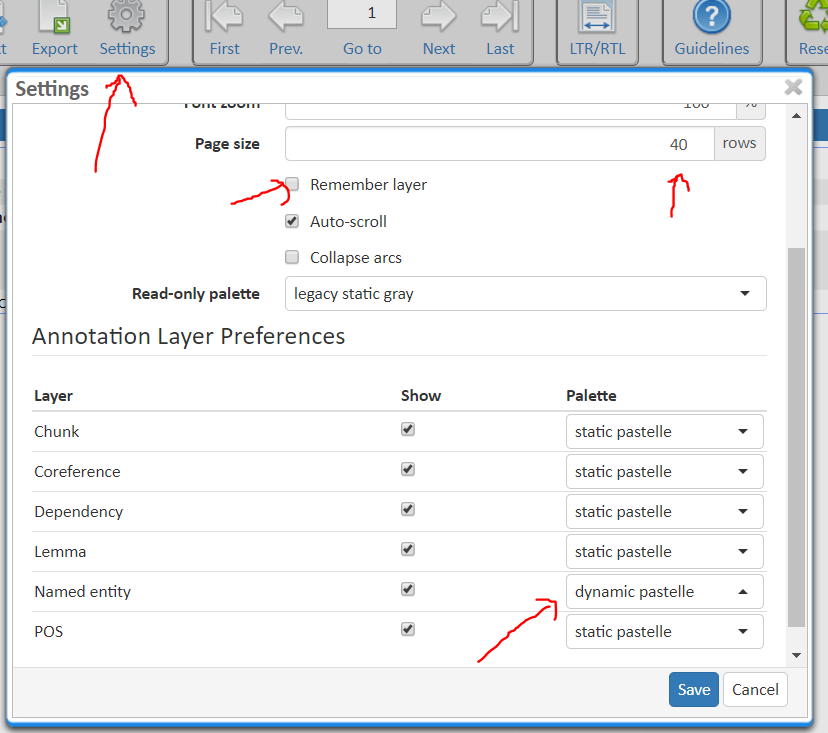 1
Export Settings First Prev. Go to Next Last LTR/RTL Guidelines
Settings
Font zoom 100 %
Page size 40 rows
Remember layer
Auto-scroll
Collapse arcs
Read-only palette legacy static gray
Annotation Layer Preferences
Layer Show Palette
Chunk static pastelle
Coreference static pastelle
Dependency static pastelle
Lemma static pastelle
Named entity dynamic pastelle
POS static pastelle
Save Cancel